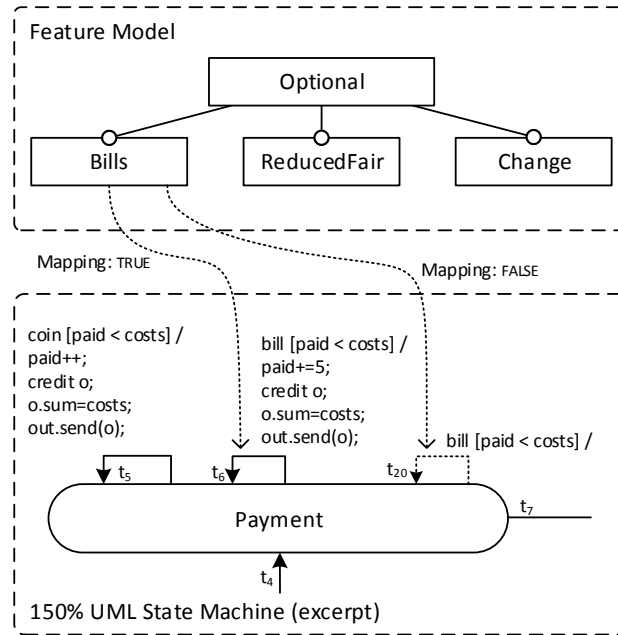 Feature Model
Optional
Bills
ReducedFair
Change
Mapping: TRUE
Mapping: FALSE
coin [paid < costs] /
paid++;
credit o;
o.sum=costs;
out.send(o);
bill [paid < costs] /
paid+=5;
credit o;
o.sum=costs;
out.send(o);
bill [paid < costs] /
t5
t6
t20
Payment
t7
t4
150% UML State Machine (excerpt)